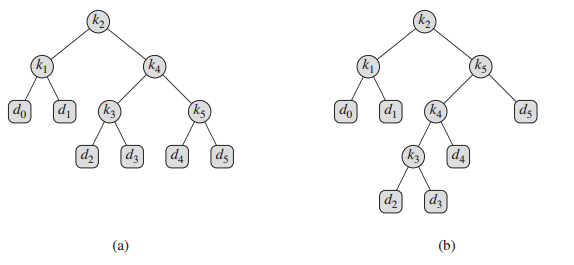 k₂ k₂
k₁ k₄ k₁ k₅
d₀ d₁ k₃ k₅ d₀ d₁ k₄ d₅
d₂ d₃ d₄ d₅ k₃ d₄
d₂ d₃
(a) (b)